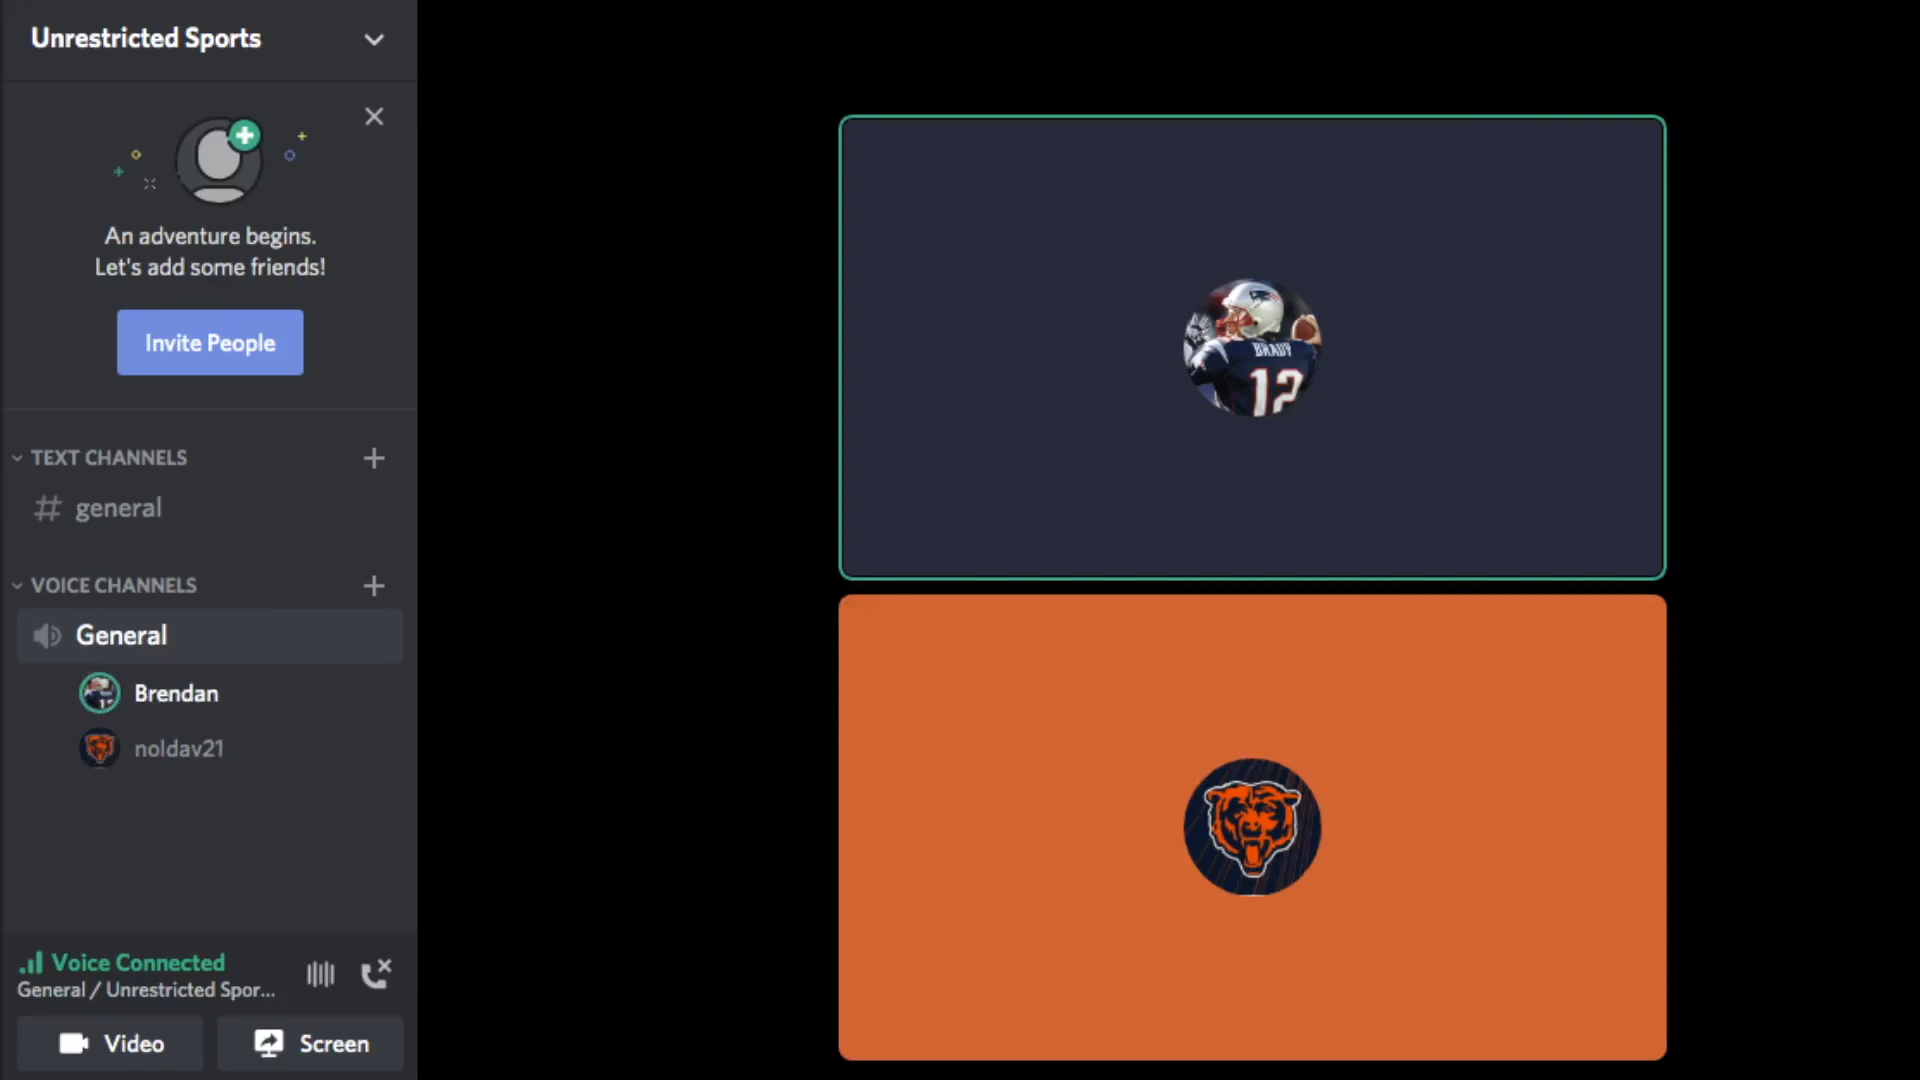 Unrestricted Sports
An adventure begins.
Let's add some friends!
Invite People
TEXT CHANNELS
# general
VOICE CHANNELS
General
Brendan
noldav21
Voice Connected
General / Unrestricted Spor...
Video
Screen
BRADY
12